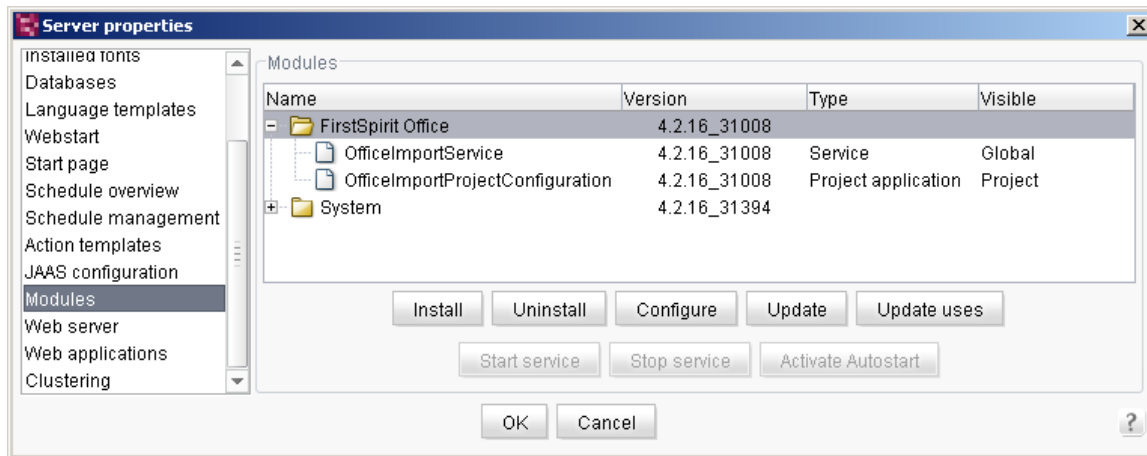 Server properties
Installed fonts
Databases
Language templates
Webstart
Start page
Schedule overview
Schedule management
Action templates
JAAS configuration
Modules
Web server
Web applications
Clustering
Modules
Name Version Type Visible
FirstSpirit Office 4.2.16_31008
OfficeImportService 4.2.16_31008 Service Global
OfficeImportProjectConfiguration 4.2.16_31008 Project application Project
System 4.2.16_31394
Install Uninstall Configure Update Update uses
Start service Stop service Activate Autostart
OK Cancel ?